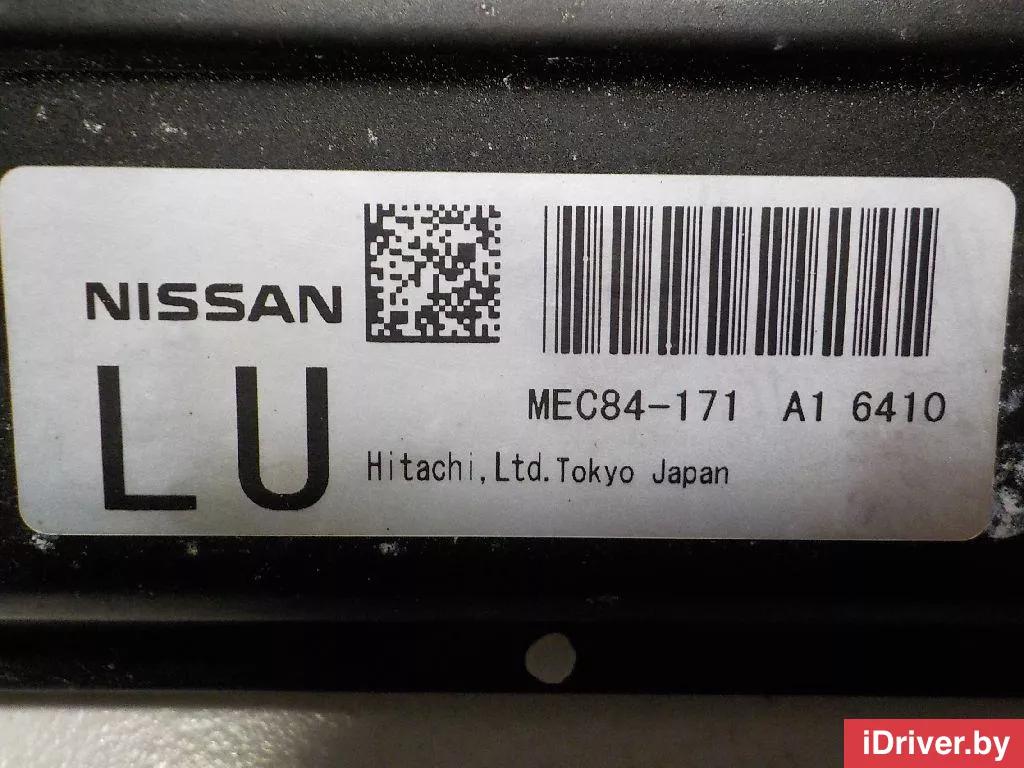 NISSAN
LU
MEC84-171 A1 6410
Hitachi,Ltd.Tokyo Japan
iDriver.by